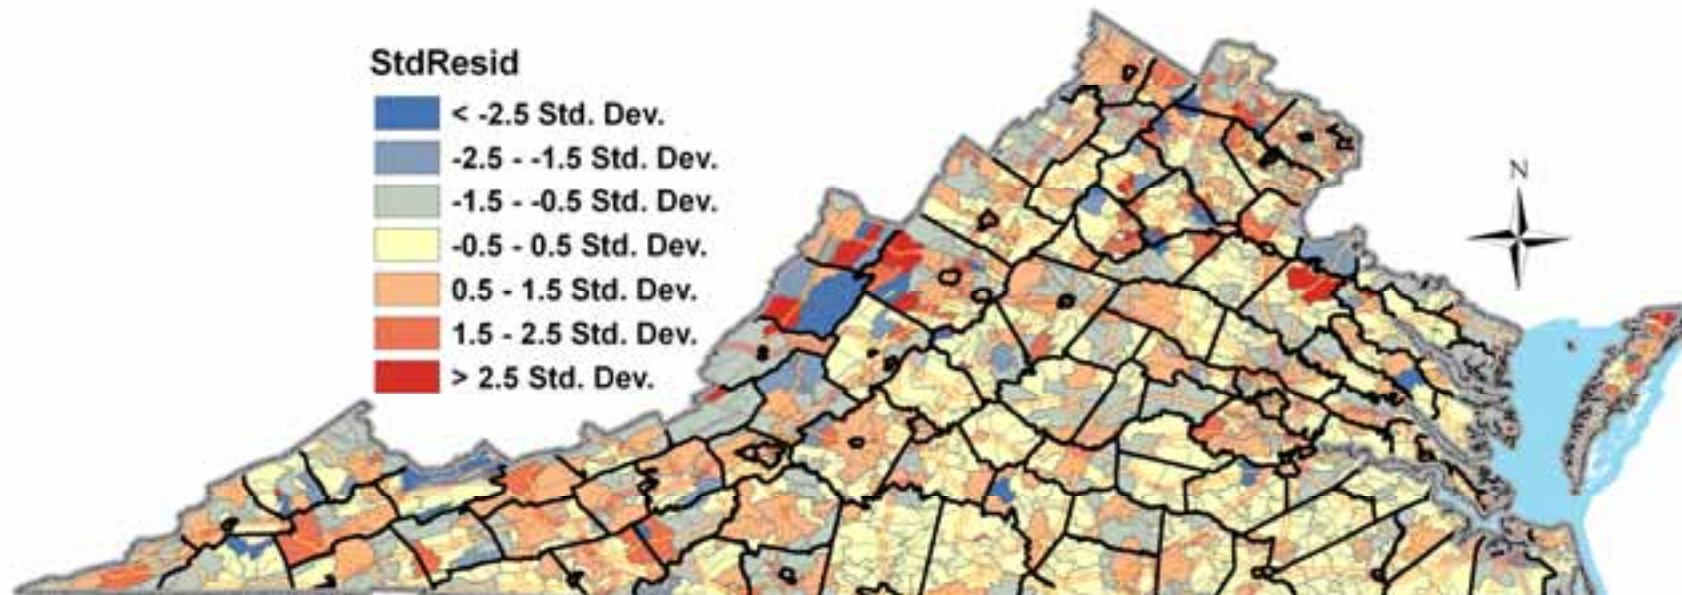 StdResid
< -2.5 Std. Dev.
-2.5 - -1.5 Std. Dev.
-1.5 - -0.5 Std. Dev.
-0.5 - 0.5 Std. Dev.
0.5 - 1.5 Std. Dev.
1.5 - 2.5 Std. Dev.
> 2.5 Std. Dev.
N